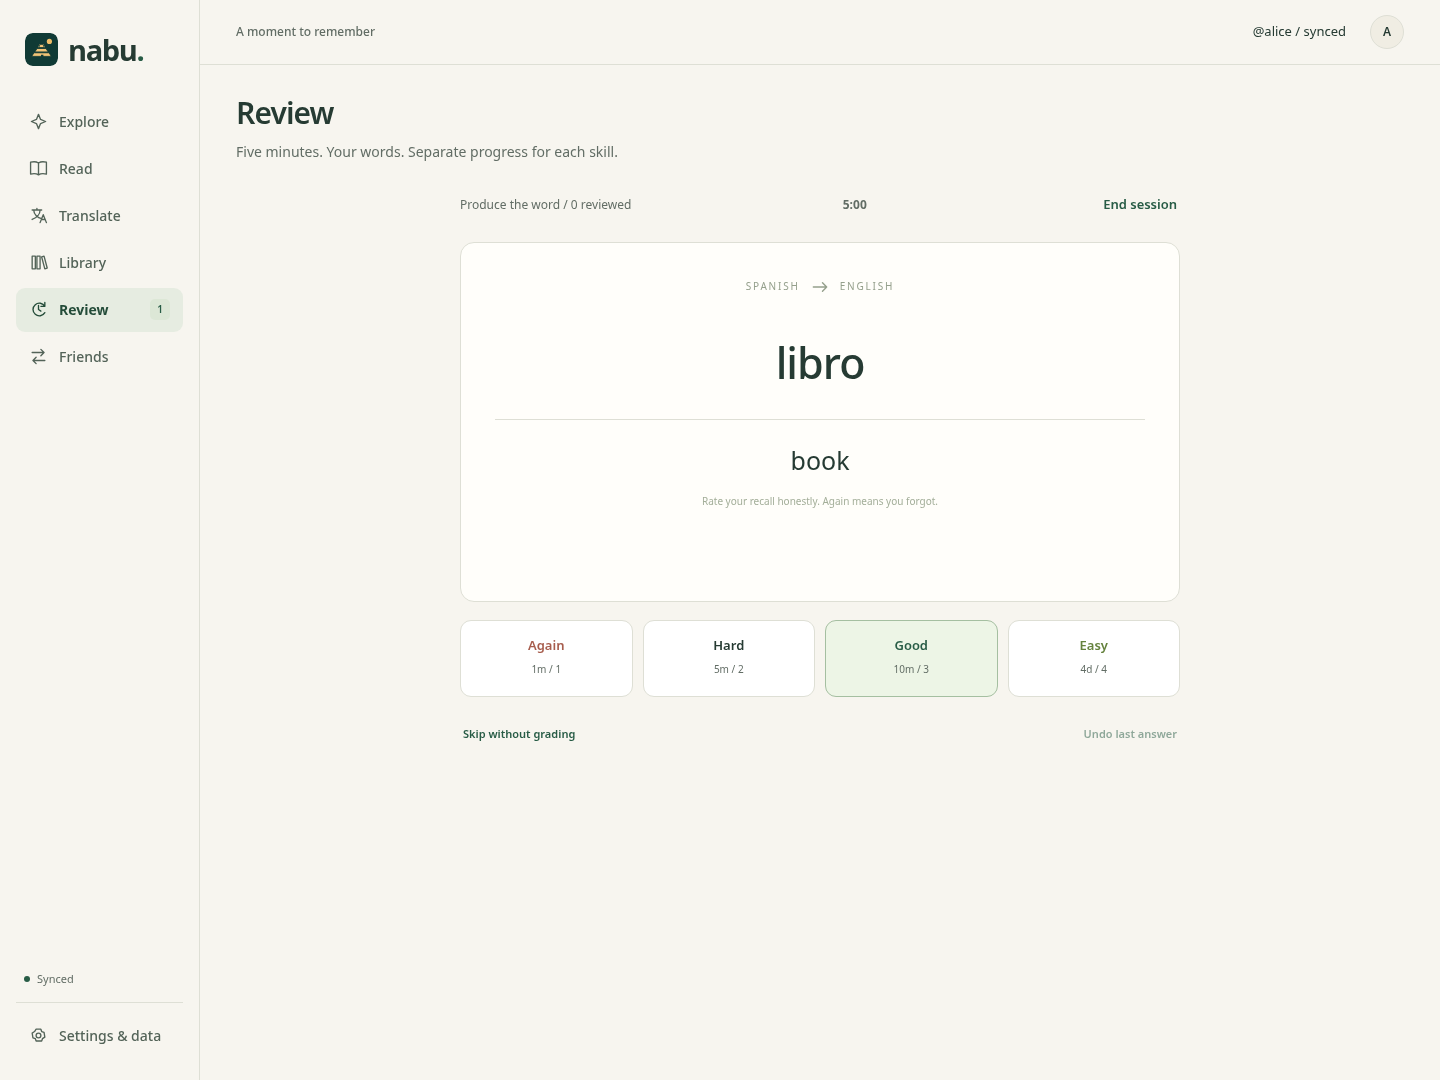 nabu.
A moment to remember
@alice / synced
A
Explore
Read
Translate
Library
Review 1
Friends
Review
Five minutes. Your words. Separate progress for each skill.
Produce the word / 0 reviewed
5:00
End session
SPANISH → ENGLISH
libro
book
Rate your recall honestly. Again means you forgot.
Again
1m / 1
Hard
5m / 2
Good
10m / 3
Easy
4d / 4
Skip without grading
Undo last answer
Synced
Settings & data